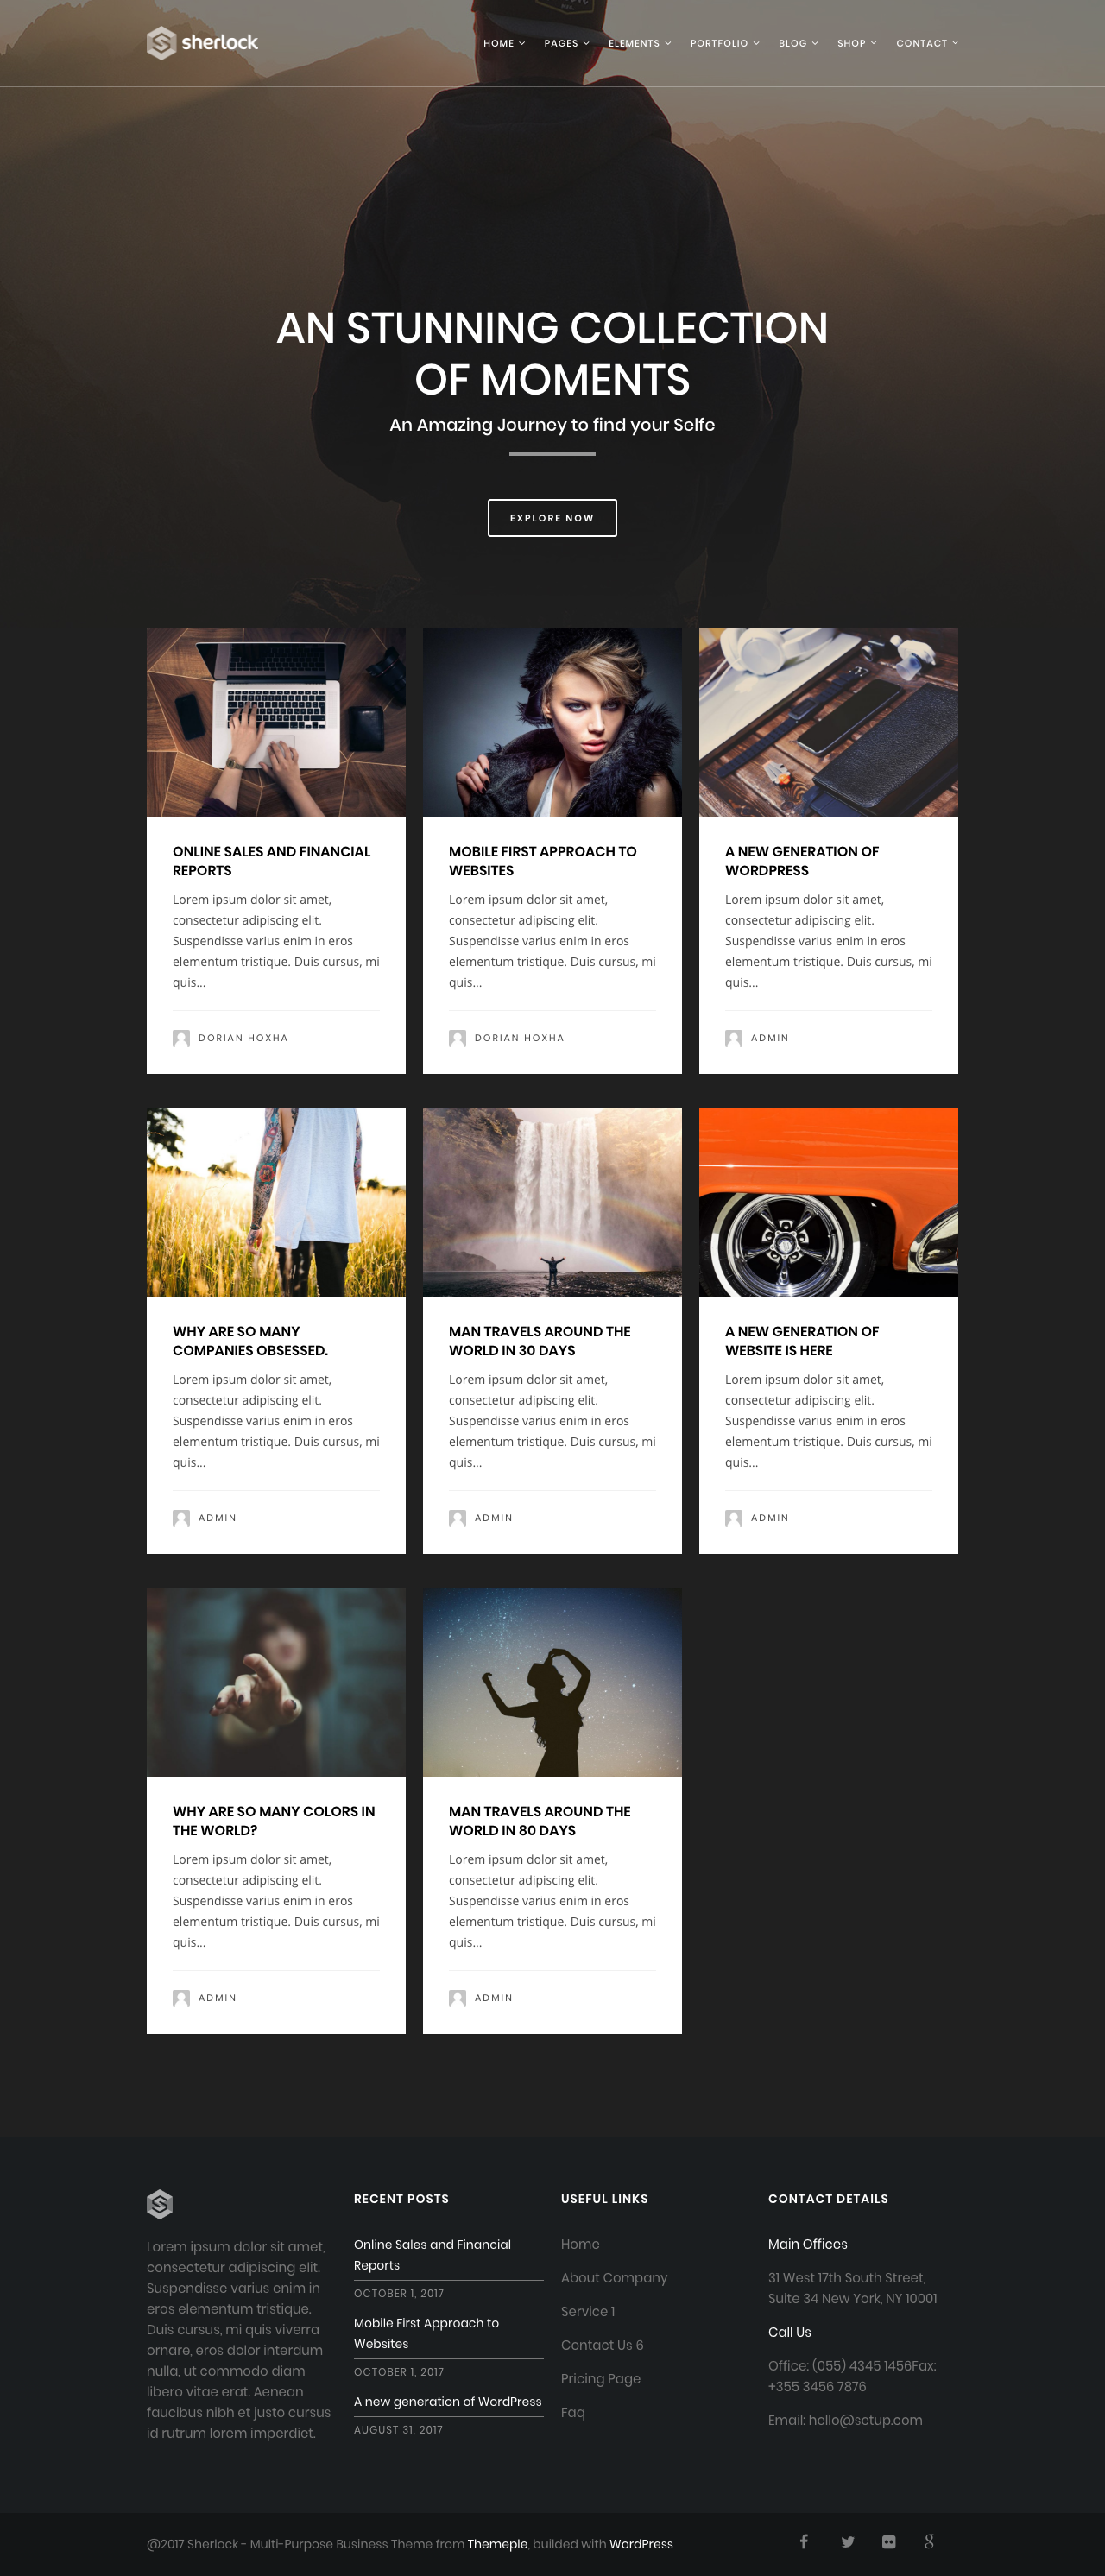 sherlock
HOME PAGES ELEMENTS PORTFOLIO BLOG SHOP CONTACT
AN STUNNING COLLECTION
OF MOMENTS
An Amazing Journey to find your Selfe
EXPLORE NOW
ONLINE SALES AND FINANCIAL
REPORTS
Lorem ipsum dolor sit amet,
consectetur adipiscing elit.
Suspendisse varius enim in eros
elementum tristique. Duis cursus, mi
quis...
DORIAN HOXHA
MOBILE FIRST APPROACH TO
WEBSITES
Lorem ipsum dolor sit amet,
consectetur adipiscing elit.
Suspendisse varius enim in eros
elementum tristique. Duis cursus, mi
quis...
DORIAN HOXHA
A NEW GENERATION OF
WORDPRESS
Lorem ipsum dolor sit amet,
consectetur adipiscing elit.
Suspendisse varius enim in eros
elementum tristique. Duis cursus, mi
quis...
ADMIN
WHY ARE SO MANY
COMPANIES OBSESSED.
Lorem ipsum dolor sit amet,
consectetur adipiscing elit.
Suspendisse varius enim in eros
elementum tristique. Duis cursus, mi
quis...
ADMIN
MAN TRAVELS AROUND THE
WORLD IN 30 DAYS
Lorem ipsum dolor sit amet,
consectetur adipiscing elit.
Suspendisse varius enim in eros
elementum tristique. Duis cursus, mi
quis...
ADMIN
A NEW GENERATION OF
WEBSITE IS HERE
Lorem ipsum dolor sit amet,
consectetur adipiscing elit.
Suspendisse varius enim in eros
elementum tristique. Duis cursus, mi
quis...
ADMIN
WHY ARE SO MANY COLORS IN
THE WORLD?
Lorem ipsum dolor sit amet,
consectetur adipiscing elit.
Suspendisse varius enim in eros
elementum tristique. Duis cursus, mi
quis...
ADMIN
MAN TRAVELS AROUND THE
WORLD IN 80 DAYS
Lorem ipsum dolor sit amet,
consectetur adipiscing elit.
Suspendisse varius enim in eros
elementum tristique. Duis cursus, mi
quis...
ADMIN
Lorem ipsum dolor sit amet,
consectetur adipiscing elit.
Suspendisse varius enim in
eros elementum tristique.
Duis cursus, mi quis viverra
ornare, eros dolor interdum
nulla, ut commodo diam
libero vitae erat. Aenean
faucibus nibh et justo cursus
id rutrum lorem imperdiet.
RECENT POSTS
Online Sales and Financial
Reports
OCTOBER 1, 2017
Mobile First Approach to
Websites
OCTOBER 1, 2017
A new generation of WordPress
AUGUST 31, 2017
USEFUL LINKS
Home
About Company
Service 1
Contact Us 6
Pricing Page
Faq
CONTACT DETAILS
Main Offices
31 West 17th South Street,
Suite 34 New York, NY 10001
Call Us
Office: (055) 4345 1456Fax:
+355 3456 7876
Email: hello@setup.com
@2017 Sherlock - Multi-Purpose Business Theme from Themeple, builded with WordPress